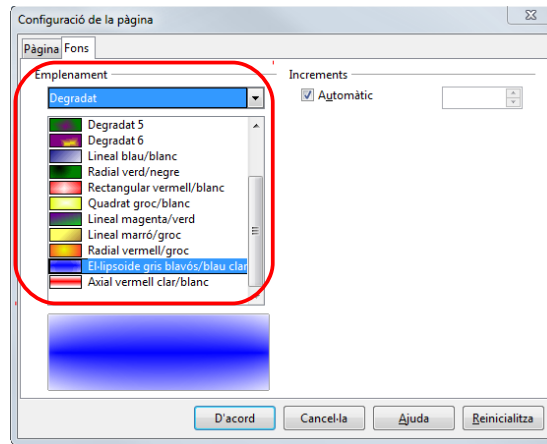 Configuració de la pàgina
Pàgina Fons
Emplenament
Increments
Degradat
Automàtic
Degradat 5
Degradat 6
Lineal blau/blanc
Radial verd/negre
Rectangular vermell/blanc
Quadrat groc/blanc
Lineal magenta/verd
Lineal marró/groc
Radial vermell/groc
El·lipsoide gris blavós/blau clar
Axial vermell clar/blanc
D'acord
Cancel·la
Ajuda
Reinicialitza